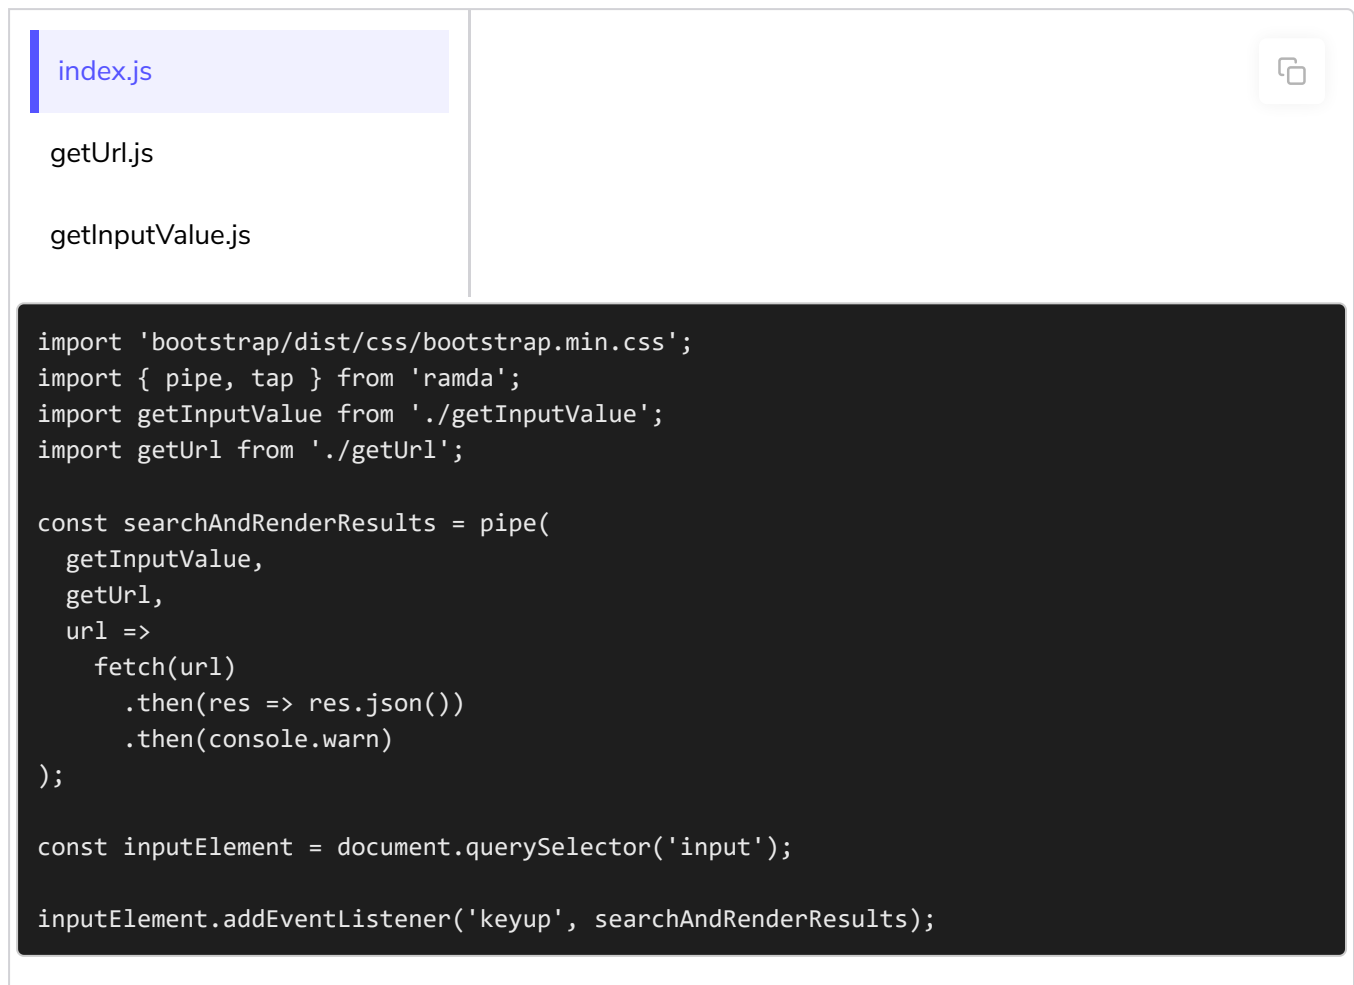 index.js
getUrl.js
getInputValue.js
import 'bootstrap/dist/css/bootstrap.min.css';
import { pipe, tap } from 'ramda';
import getInputValue from './getInputValue';
import getUrl from './getUrl';

const searchAndRenderResults = pipe(
  getInputValue,
  getUrl,
  url =>
    fetch(url)
      .then(res => res.json())
      .then(console.warn)
);

const inputElement = document.querySelector('input');

inputElement.addEventListener('keyup', searchAndRenderResults);